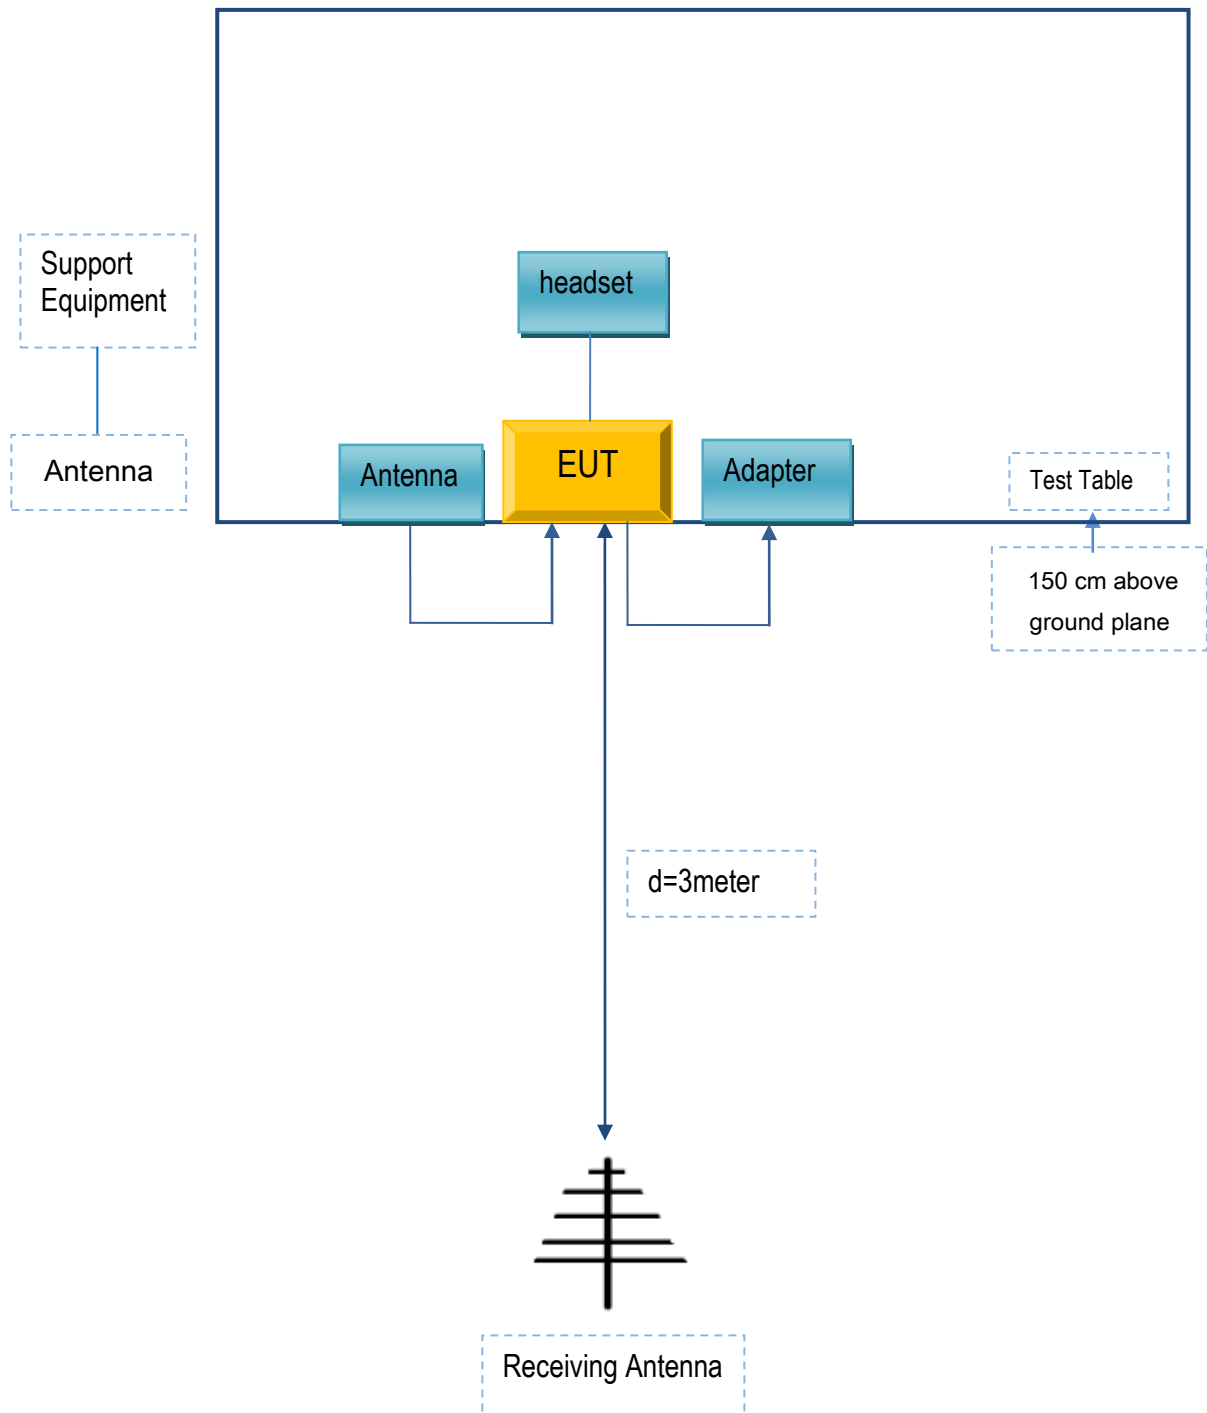 Support
Equipment
headset
Antenna
Antenna
EUT
Adapter
Test Table
150 cm above
ground plane
d=3meter
Receiving Antenna